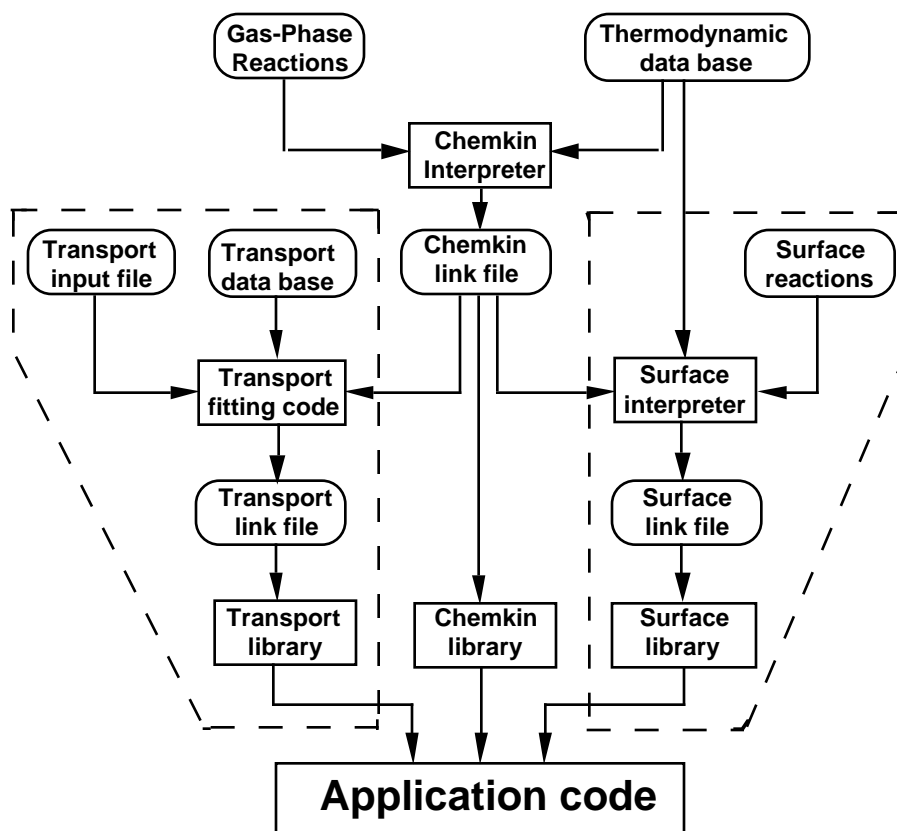 Gas-Phase
Reactions
Thermodynamic
data base
Chemkin
Interpreter
Transport
input file
Transport
data base
Chemkin
link file
Surface
reactions
Transport
fitting code
Surface
interpreter
Transport
link file
Surface
link file
Transport
library
Chemkin
library
Surface
library
Application code